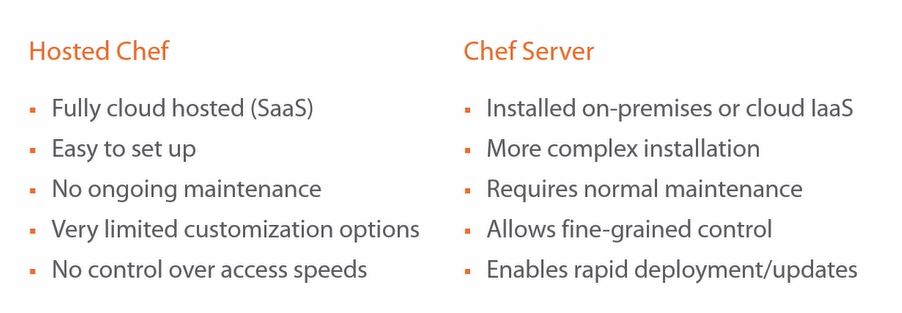 Hosted Chef
▪ Fully cloud hosted (SaaS)
▪ Easy to set up
▪ No ongoing maintenance
▪ Very limited customization options
▪ No control over access speeds
Chef Server
▪ Installed on-premises or cloud IaaS
▪ More complex installation
▪ Requires normal maintenance
▪ Allows fine-grained control
▪ Enables rapid deployment/updates